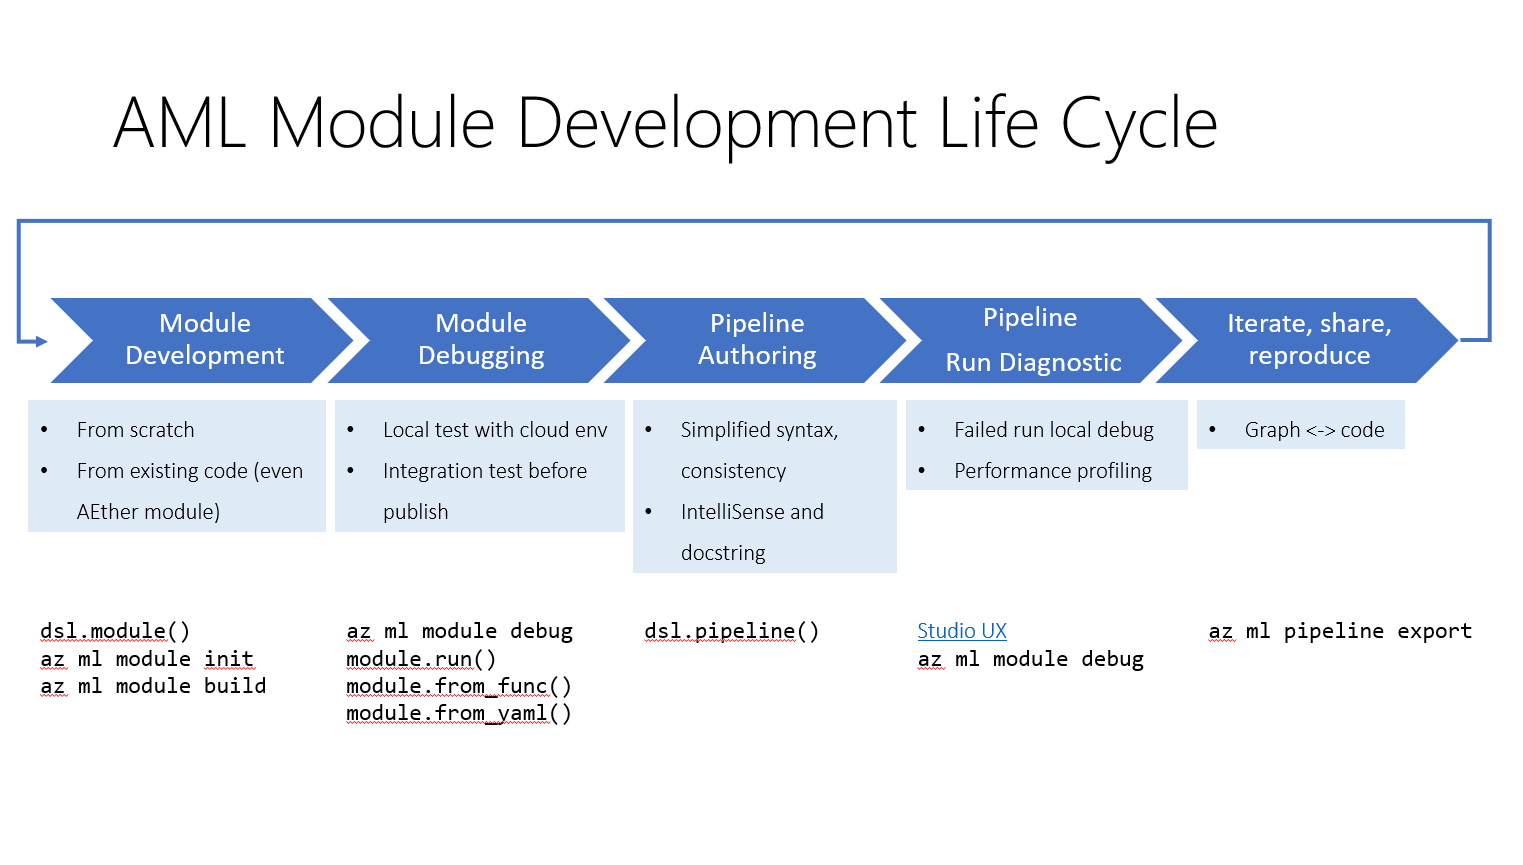 AML Module Development Life Cycle
Module
Development
Module
Debugging
Pipeline
Authoring
Pipeline
Run Diagnostic
Iterate, share,
reproduce
• From scratch
• From existing code (even
AEther module)
• Local test with cloud env
• Integration test before
publish
• Simplified syntax,
consistency
• IntelliSense and
docstring
• Failed run local debug
• Performance profiling
• Graph <-> code
dsl.module()
az ml module init
az ml module build
az ml module debug
module.run()
module.from_func()
module.from_yaml()
dsl.pipeline()
Studio UX
az ml module debug
az ml pipeline export